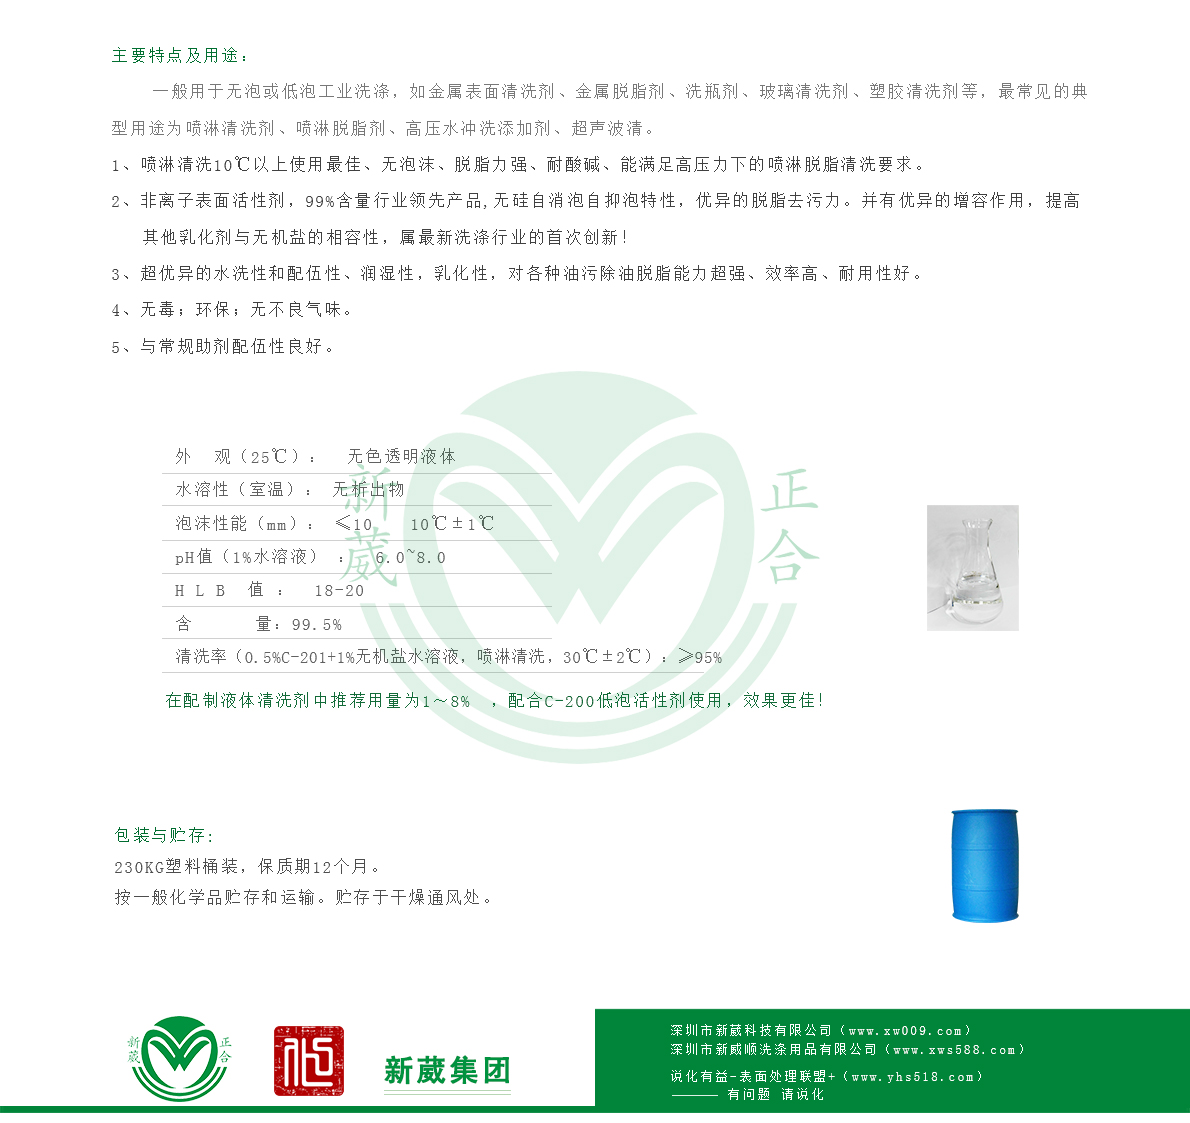 主要特点及用途：
一般用于无泡或低泡工业洗涤，如金属表面清洗剂、金属脱脂剂、洗瓶剂、玻璃清洗剂、塑胶清洗剂等，最常见的典
型用途为喷淋清洗剂、喷淋脱脂剂、高压水冲洗添加剂、超声波清。
1、喷淋清洗10℃以上使用最佳、无泡沫、脱脂力强、耐酸碱、能满足高压力下的喷淋脱脂清洗要求。
2、非离子表面活性剂，99%含量行业领先产品,无硅自消泡自抑泡特性，优异的脱脂去污力。并有优异的增容作用，提高
其他乳化剂与无机盐的相容性，属最新洗涤行业的首次创新！
3、超优异的水洗性和配伍性、润湿性，乳化性，对各种油污除油脱脂能力超强、效率高、耐用性好。
4、无毒；环保；无不良气味。
5、与常规助剂配伍性良好。
新葳 正合
外 观（25℃）： 无色透明液体
水溶性（室温）： 无析出物
泡沫性能（mm）： ≤10 10℃±1℃
pH值（1%水溶液） ： 6.0~8.0
H L B 值 ： 18-20
含 量：99.5%
清洗率（0.5%C-201+1%无机盐水溶液，喷淋清洗，30℃±2℃）：≥95%
在配制液体清洗剂中推荐用量为1～8% ，配合C-200低泡活性剂使用，效果更佳！
包装与贮存:
230KG塑料桶装，保质期12个月。
按一般化学品贮存和运输。贮存于干燥通风处。
新葳 正合
新葳集团
深圳市新葳科技有限公司（www.xw009.com）
深圳市新威顺洗涤用品有限公司（www.xws588.com）
说化有益-表面处理联盟+（www.yhs518.com）
—— 有问题 请说化